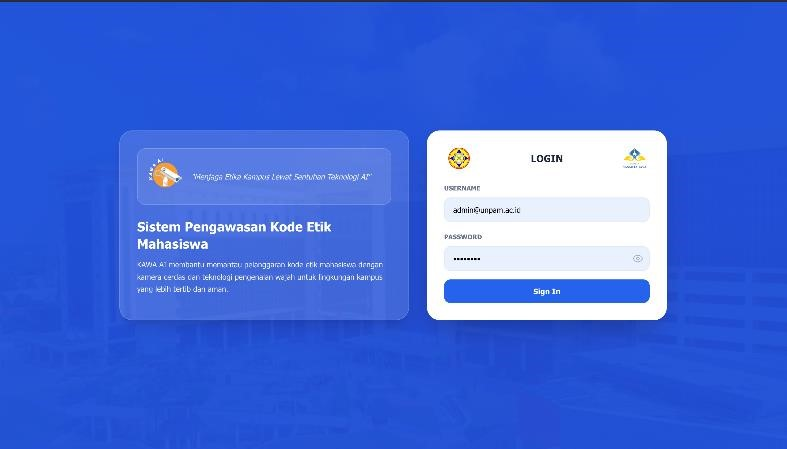 KAWA AI
"Menjaga Etika Kampus Lewat Sentuhan Teknologi AI"
Sistem Pengawasan Kode Etik
Mahasiswa
KAWA AI membantu memantau pelanggaran kode etik mahasiswa dengan
kamera cerdas dan teknologi pengenalan wajah untuk lingkungan kampus
yang lebih tertib dan aman.
LOGIN
USERNAME
admin@unpam.ac.id
PASSWORD
Sign In